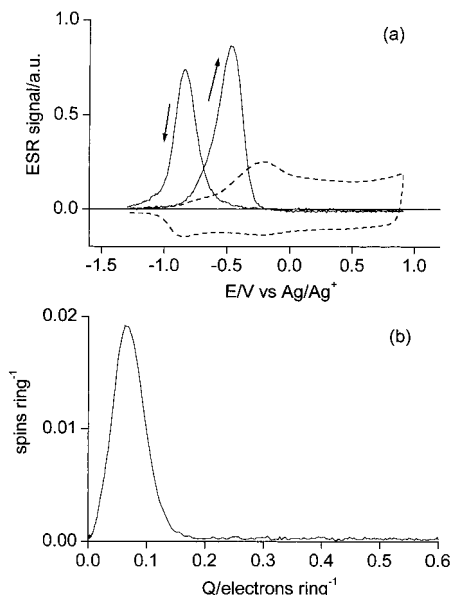 (a)
ESR signal/a.u.
1.0
0.5
0.0
-1.5 -1.0 -0.5 0.0 0.5 1.0
E/V vs Ag/Ag⁺
(b)
spins ring⁻¹
0.02
0.01
0.00
0.0 0.1 0.2 0.3 0.4 0.5 0.6
Q/electrons ring⁻¹